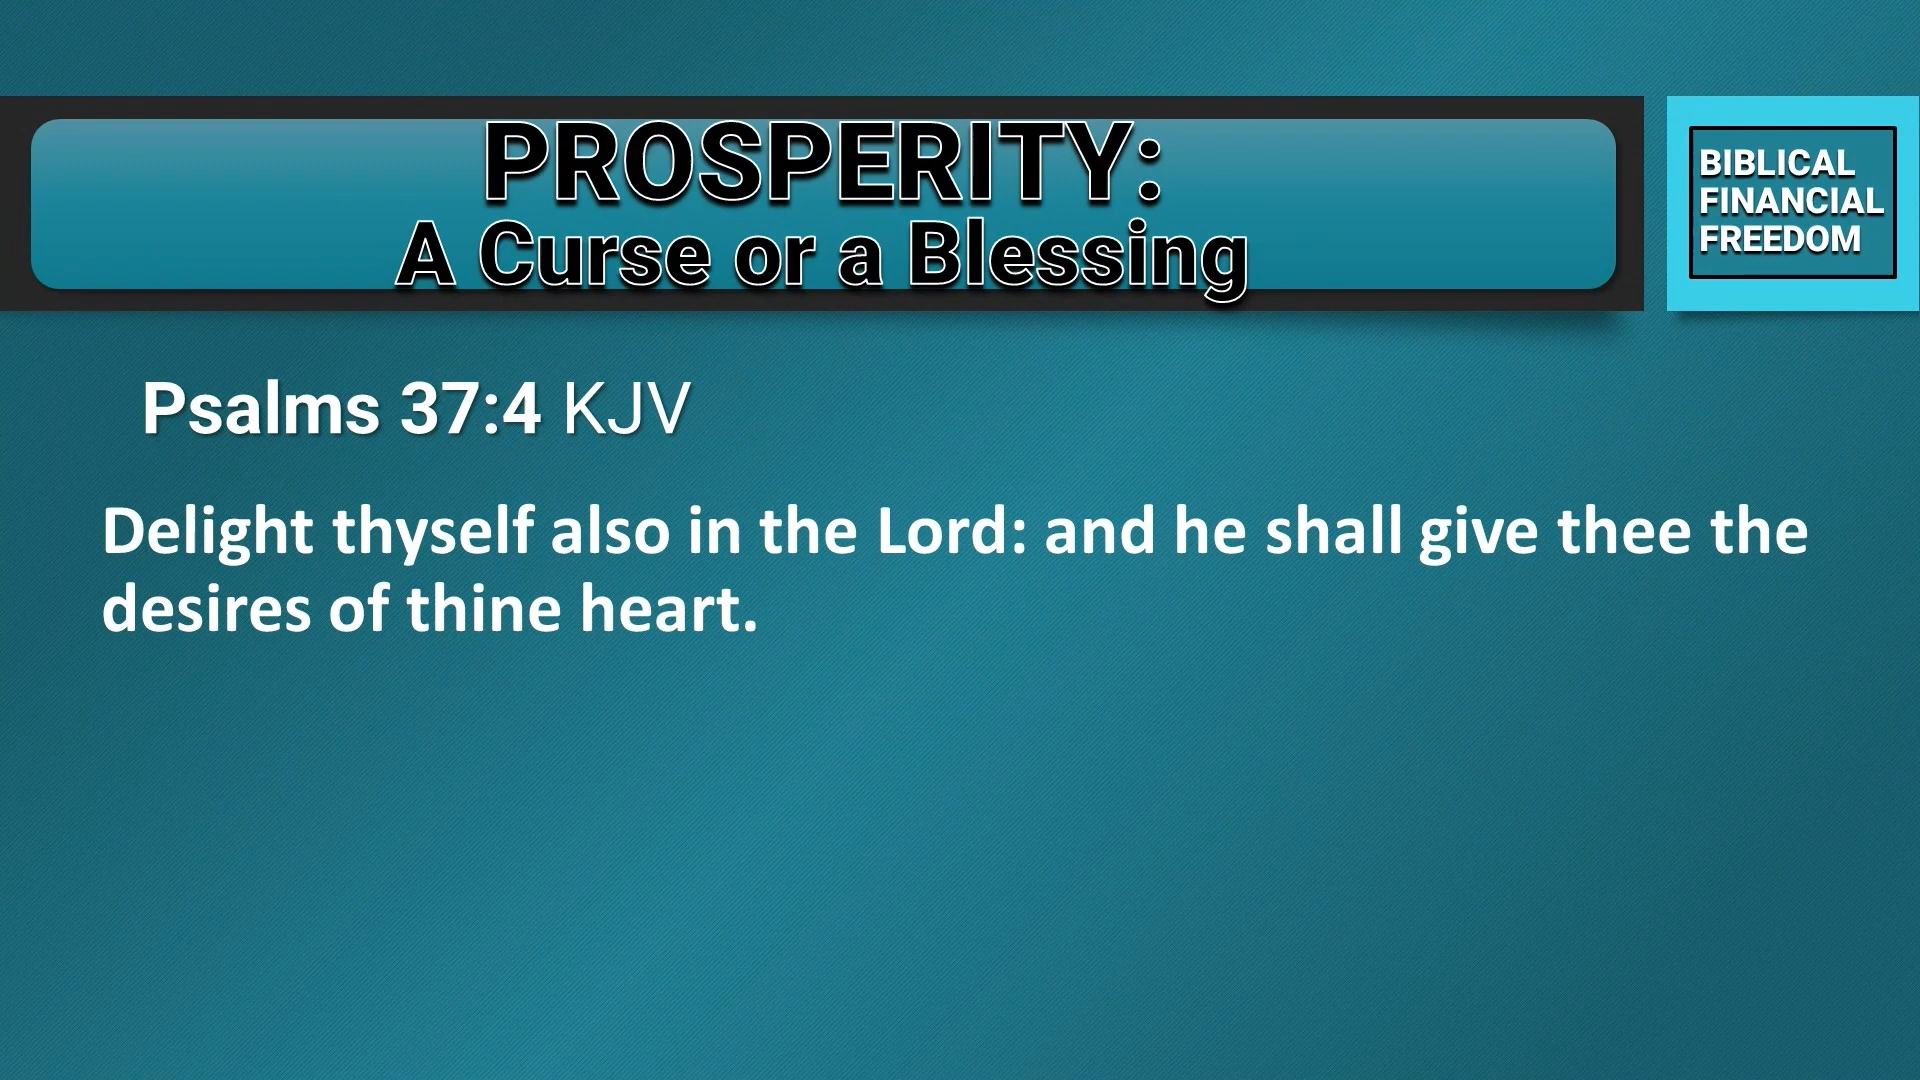 PROSPERITY:
A Curse or a Blessing
BIBLICAL
FINANCIAL
FREEDOM
Psalms 37:4 KJV
Delight thyself also in the Lord: and he shall give thee the
desires of thine heart.